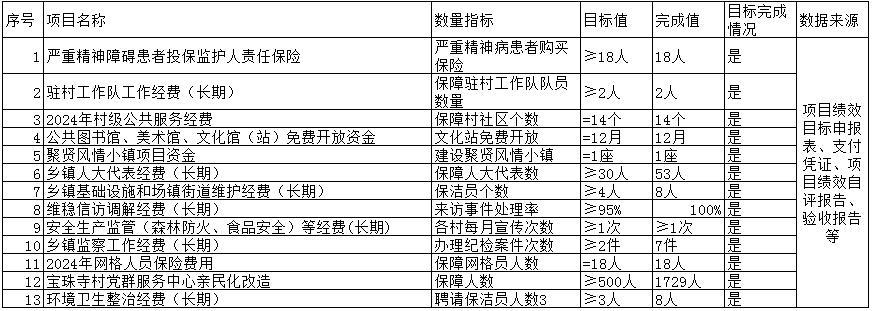 序号 项目名称 数量指标 目标值 完成值 目标完成情况 数据来源
1 严重精神障碍患者投保监护人责任保险 严重精神病患者购买保险 ≥18人 18人 是
2 驻村工作队工作经费（长期） 保障驻村工作队队员数量 ≥2人 2人 是
3 2024年村级公共服务经费 保障村社区个数 =14个 14个 是
4 公共图书馆、美术馆、文化馆（站）免费开放资金 文化站免费开放 =12月 12月 是
5 聚贤风情小镇项目资金 建设聚贤风情小镇 =1座 1座 是
6 乡镇人大代表经费（长期） 保障人大代表数 ≥30人 53人 是
7 乡镇基础设施和场镇街道维护经费（长期） 保洁员个数 ≥4人 8人 是
8 维稳信访调解经费（长期） 来访事件处理率 ≥95% 100% 是
9 安全生产监管（森林防火、食品安全）等经费(长期） 各村每月宣传次数 ≥1次 ≥1次 是
10 乡镇监察工作经费（长期） 办理纪检案件次数 ≥2件 7件 是
11 2024年网格人员保险费用 保障网格员人数 =18人 18人 是
12 宝珠寺村党群服务中心亲民化改造 保障人数 ≥500人 1729人 是
13 环境卫生整治经费（长期） 聘请保洁员人数3 ≥3人 8人 是
项目绩效
目标申报
表、支付
凭证、项
目绩效自
评报告、
验收报告
等